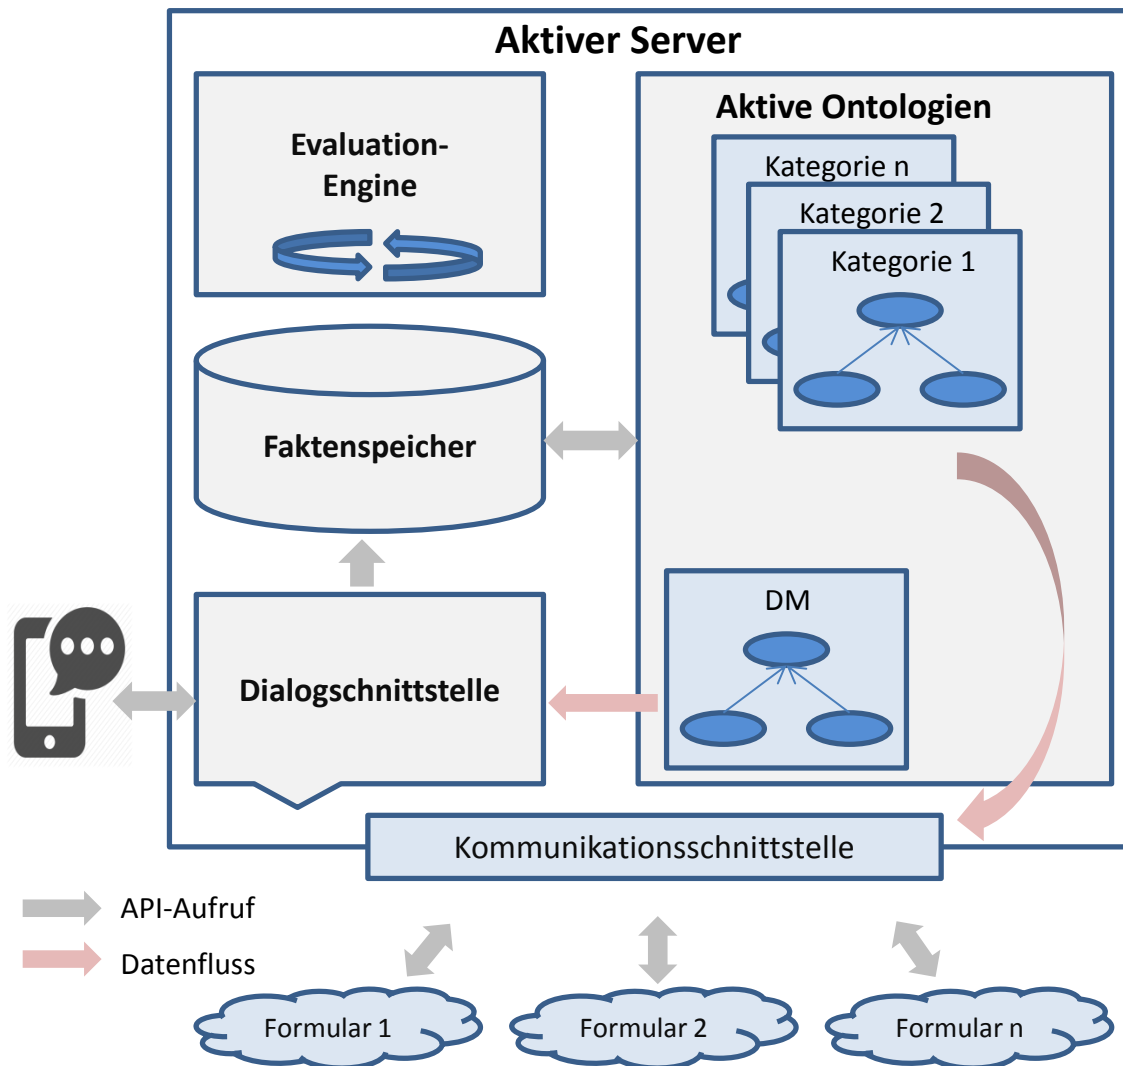 Aktiver Server
Evaluation-
Engine
Aktive Ontologien
Kategorie n
Kategorie 2
Kategorie 1
Faktenspeicher
DM
Dialogschnittstelle
Kommunikationsschnittstelle
API-Aufruf
Datenfluss
Formular 1
Formular 2
Formular n